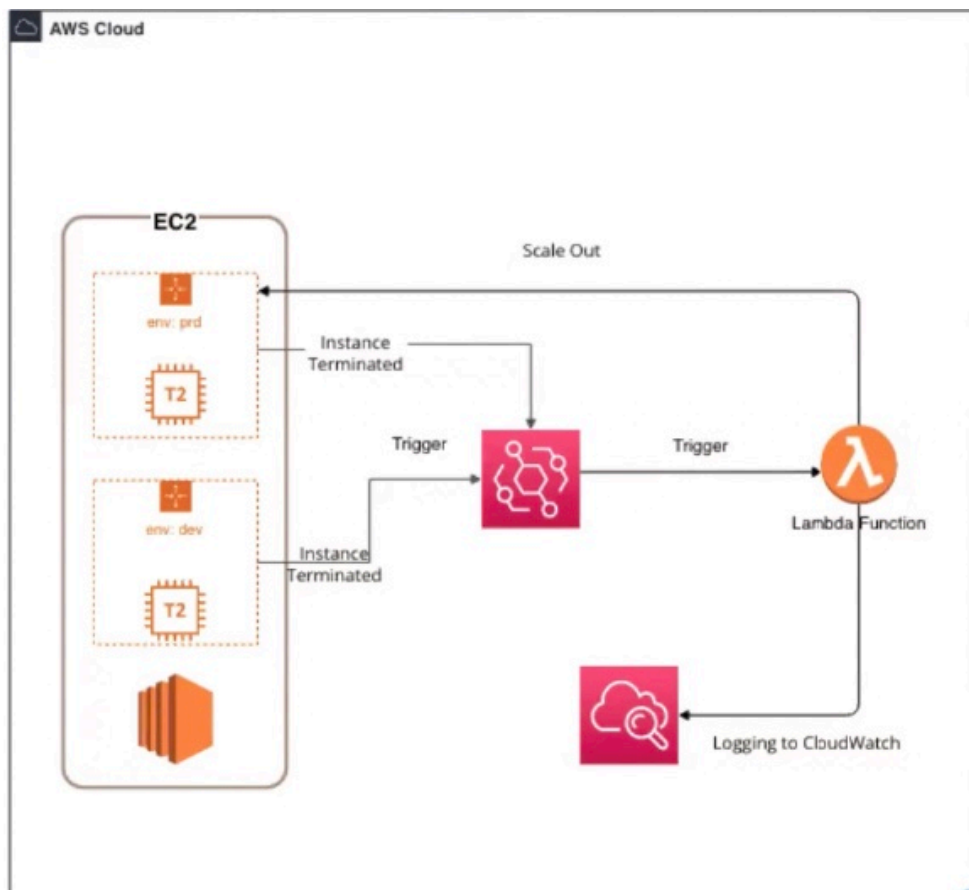 AWS Cloud
EC2
Scale Out
env: prd
Instance
Terminated
T2
Trigger
Trigger
env: dev
Lambda Function
Instance
Terminated
T2
Logging to CloudWatch